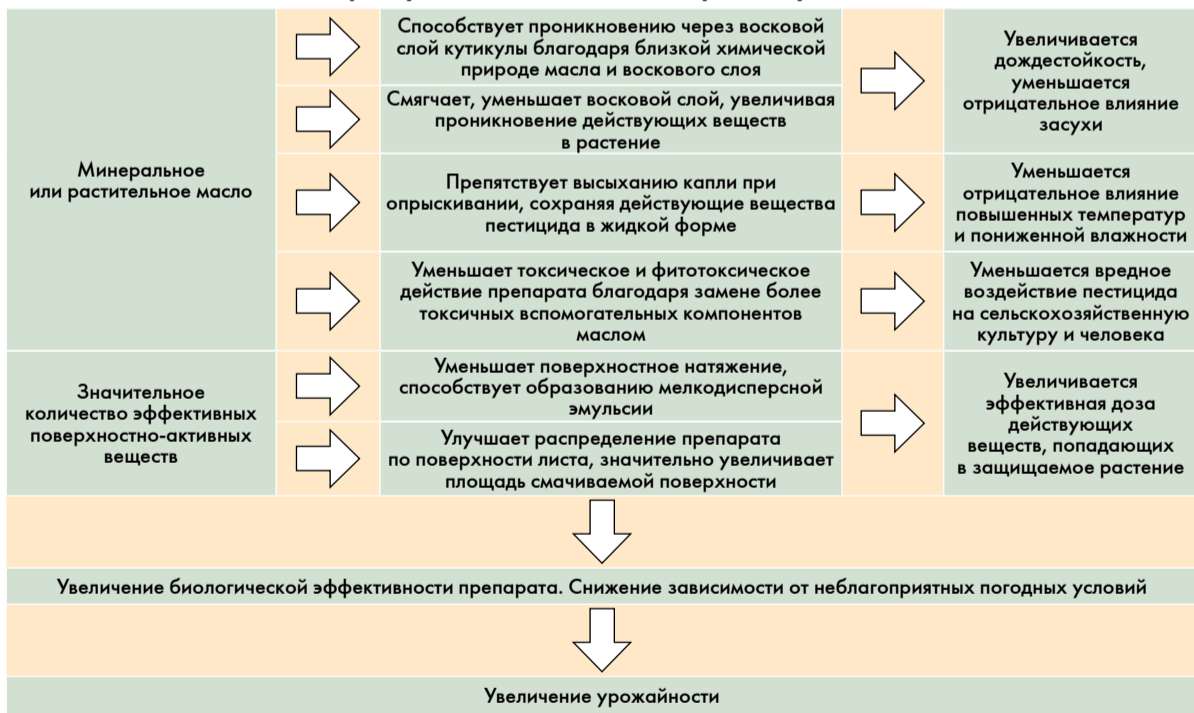 Минеральное
или растительное масло
Способствует проникновению через восковой
слой кутикулы благодаря близкой химической
природе масла и воскового слоя
Смягчает, уменьшает восковой слой, увеличивая
проникновение действующих веществ
в растение
Увеличивается
дождестойкость,
уменьшается
отрицательное влияние
засухи
Препятствует высыханию капли при
опрыскивании, сохраняя действующие вещества
пестицида в жидкой форме
Уменьшается
отрицательное влияние
повышенных температур
и пониженной влажности
Уменьшает токсическое и фитотоксическое
действие препарата благодаря замене более
токсичных вспомогательных компонентов
маслом
Уменьшается вредное
воздействие пестицида
на сельскохозяйственную
культуру и человека
Значительное
количество эффективных
поверхностно-активных
веществ
Уменьшает поверхностное натяжение,
способствует образованию мелкодисперсной
эмульсии
Улучшает распределение препарата
по поверхности листа, значительно увеличивает
площадь смачиваемой поверхности
Увеличивается
эффективная доза
действующих
веществ, попадающих
в защищаемое растение
Увеличение биологической эффективности препарата. Снижение зависимости от неблагоприятных погодных условий
Увеличение урожайности